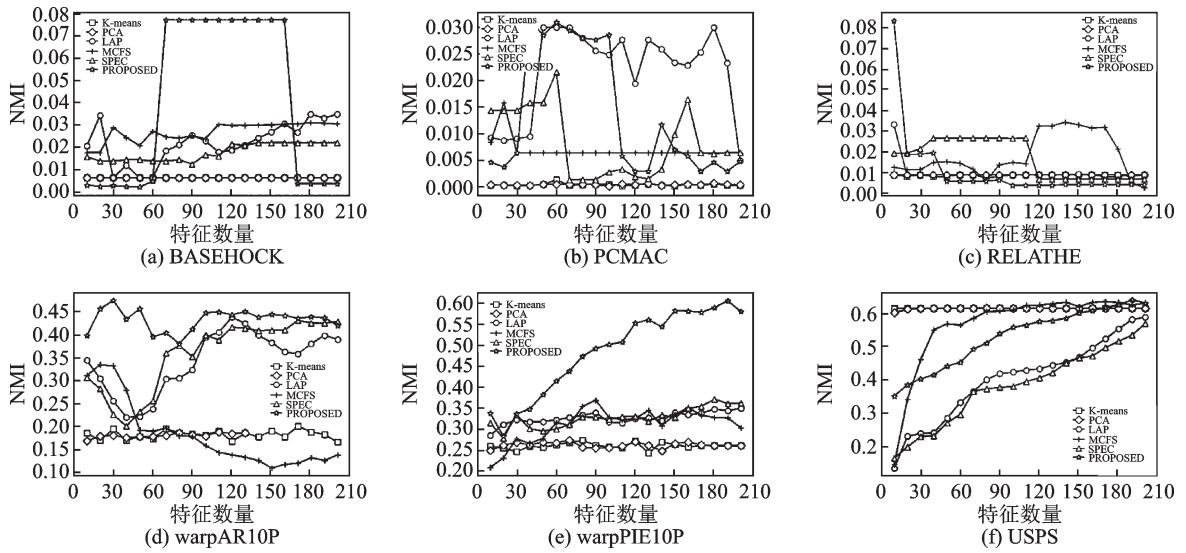 0.08
0.07
0.06
0.05
0.04
0.03
0.02
0.01
0.00
NMI
K-means
PCA
LAP
MCFS
SPEC
PROPOSED
0 30 60 90 120 150 180 210
特征数量
(a) BASEHOCK
0.030
0.025
0.020
0.015
0.010
0.005
0.000
NMI
K-means
PCA
LAP
MCFS
SPEC
PROPOSED
0 30 60 90 120 150 180 210
特征数量
(b) PCMAC
0.08
0.07
0.06
0.05
0.04
0.03
0.02
0.01
0.00
NMI
K-means
PCA
LAP
MCFS
SPEC
PROPOSED
0 30 60 90 120 150 180 210
特征数量
(c) RELATHE
0.45
0.40
0.35
0.30
0.25
0.20
0.15
0.10
NMI
K-means
PCA
LAP
MCFS
SPEC
PROPOSED
0 30 60 90 120 150 180 210
特征数量
(d) warpAR10P
0.60
0.55
0.50
0.45
0.40
0.35
0.30
0.25
0.20
NMI
K-means
PCA
LAP
MCFS
SPEC
PROPOSED
0 30 60 90 120 150 180 210
特征数量
(e) warpPIE10P
0.6
0.5
0.4
0.3
0.2
NMI
K-means
PCA
LAP
MCFS
SPEC
PROPOSED
0 30 60 90 120 150 180 210
特征数量
(f) USPS